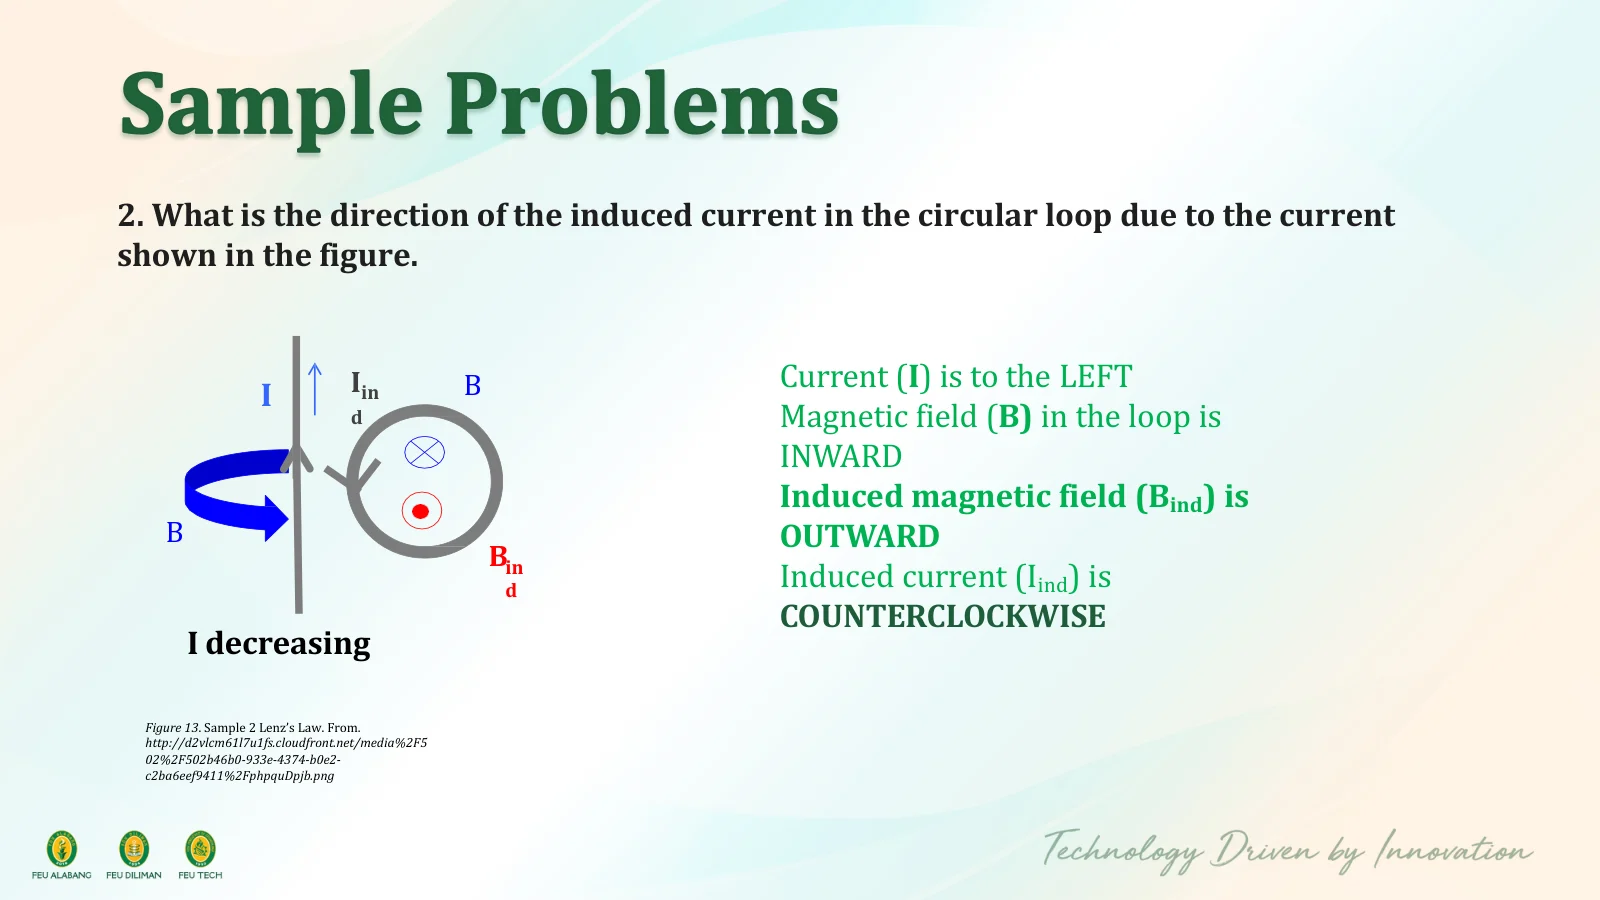 Sample Problems
2. What is the direction of the induced current in the circular loop due to the current
shown in the figure.
I
I_in
d
B
B
B_in
d
I decreasing
Current (I) is to the LEFT
Magnetic field (B) in the loop is
INWARD
Induced magnetic field (B_ind) is
OUTWARD
Induced current (I_ind) is
COUNTERCLOCKWISE
Figure 13. Sample 2 Lenz's Law. From.
http://d2vlcm61l7u1fs.cloudfront.net/media%2F5
02%2F502b46b0-933e-4374-b0e2-
c2ba6eef9411%2FphpquDpjb.png
FEU ALABANG
FEU DILIMAN
FEU TECH
Technology Driven by Innovation